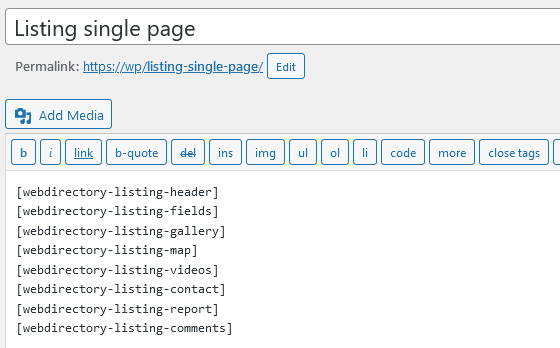 Listing single page
Permalink: https://wp/listing-single-page/ Edit
Add Media
b i link b-quote del ins img ul ol li code more close tags
[webdirectory-listing-header]
[webdirectory-listing-fields]
[webdirectory-listing-gallery]
[webdirectory-listing-map]
[webdirectory-listing-videos]
[webdirectory-listing-contact]
[webdirectory-listing-report]
[webdirectory-listing-comments]